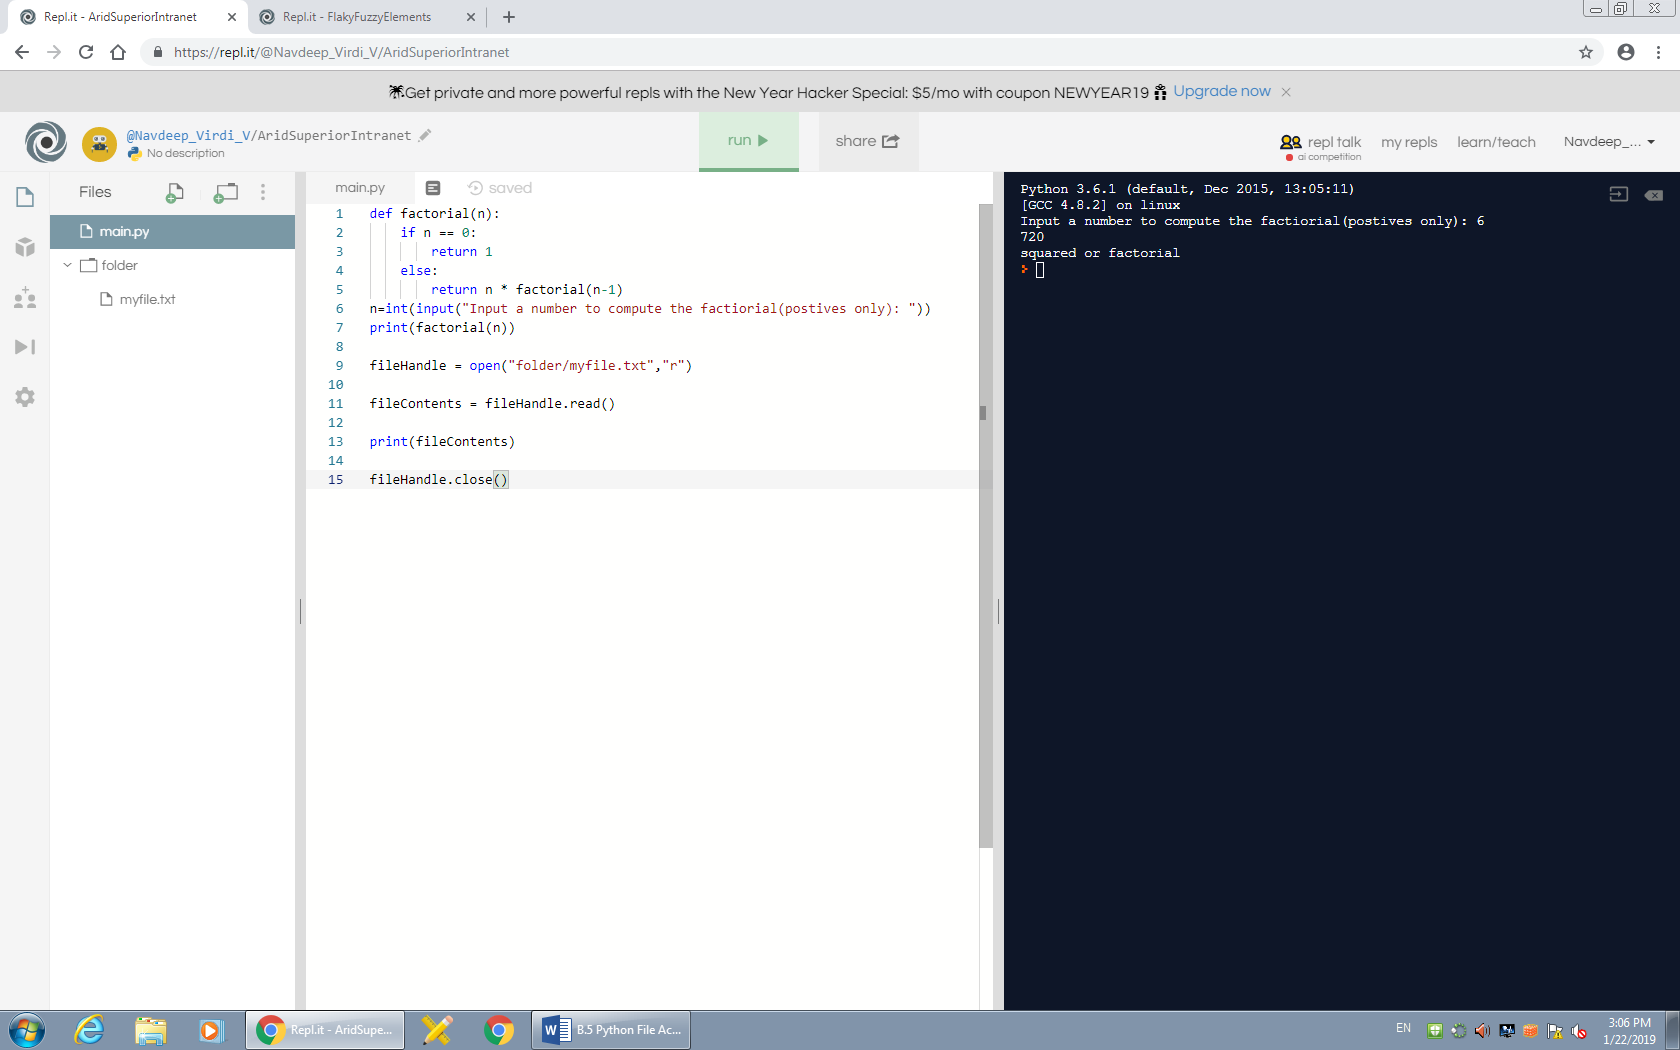 Repl.it - AridSuperiorIntranet
Repl.it - FlakyFuzzyElements
https://repl.it/@Navdeep_Virdi_V/AridSuperiorIntranet
Get private and more powerful repls with the New Year Hacker Special: $5/mo with coupon NEWYEAR19 Upgrade now
@Navdeep_Virdi_V/AridSuperiorIntranet
No description
run
share
repl talk
ai competition
my repls
learn/teach
Navdeep_...
Files
main.py
folder
myfile.txt
main.py
saved
1 def factorial(n):
2 if n == 0:
3 return 1
4 else:
5 return n * factorial(n-1)
6 n=int(input("Input a number to compute the factiorial(postives only): "))
7 print(factorial(n))
8
9 fileHandle = open("folder/myfile.txt","r")
10
11 fileContents = fileHandle.read()
12
13 print(fileContents)
14
15 fileHandle.close()
Python 3.6.1 (default, Dec 2015, 13:05:11)
[GCC 4.8.2] on linux
Input a number to compute the factiorial(postives only): 6
720
squared or factorial
Repl.it - AridSupe...
B.5 Python File Ac...
EN
3:06 PM
1/22/2019